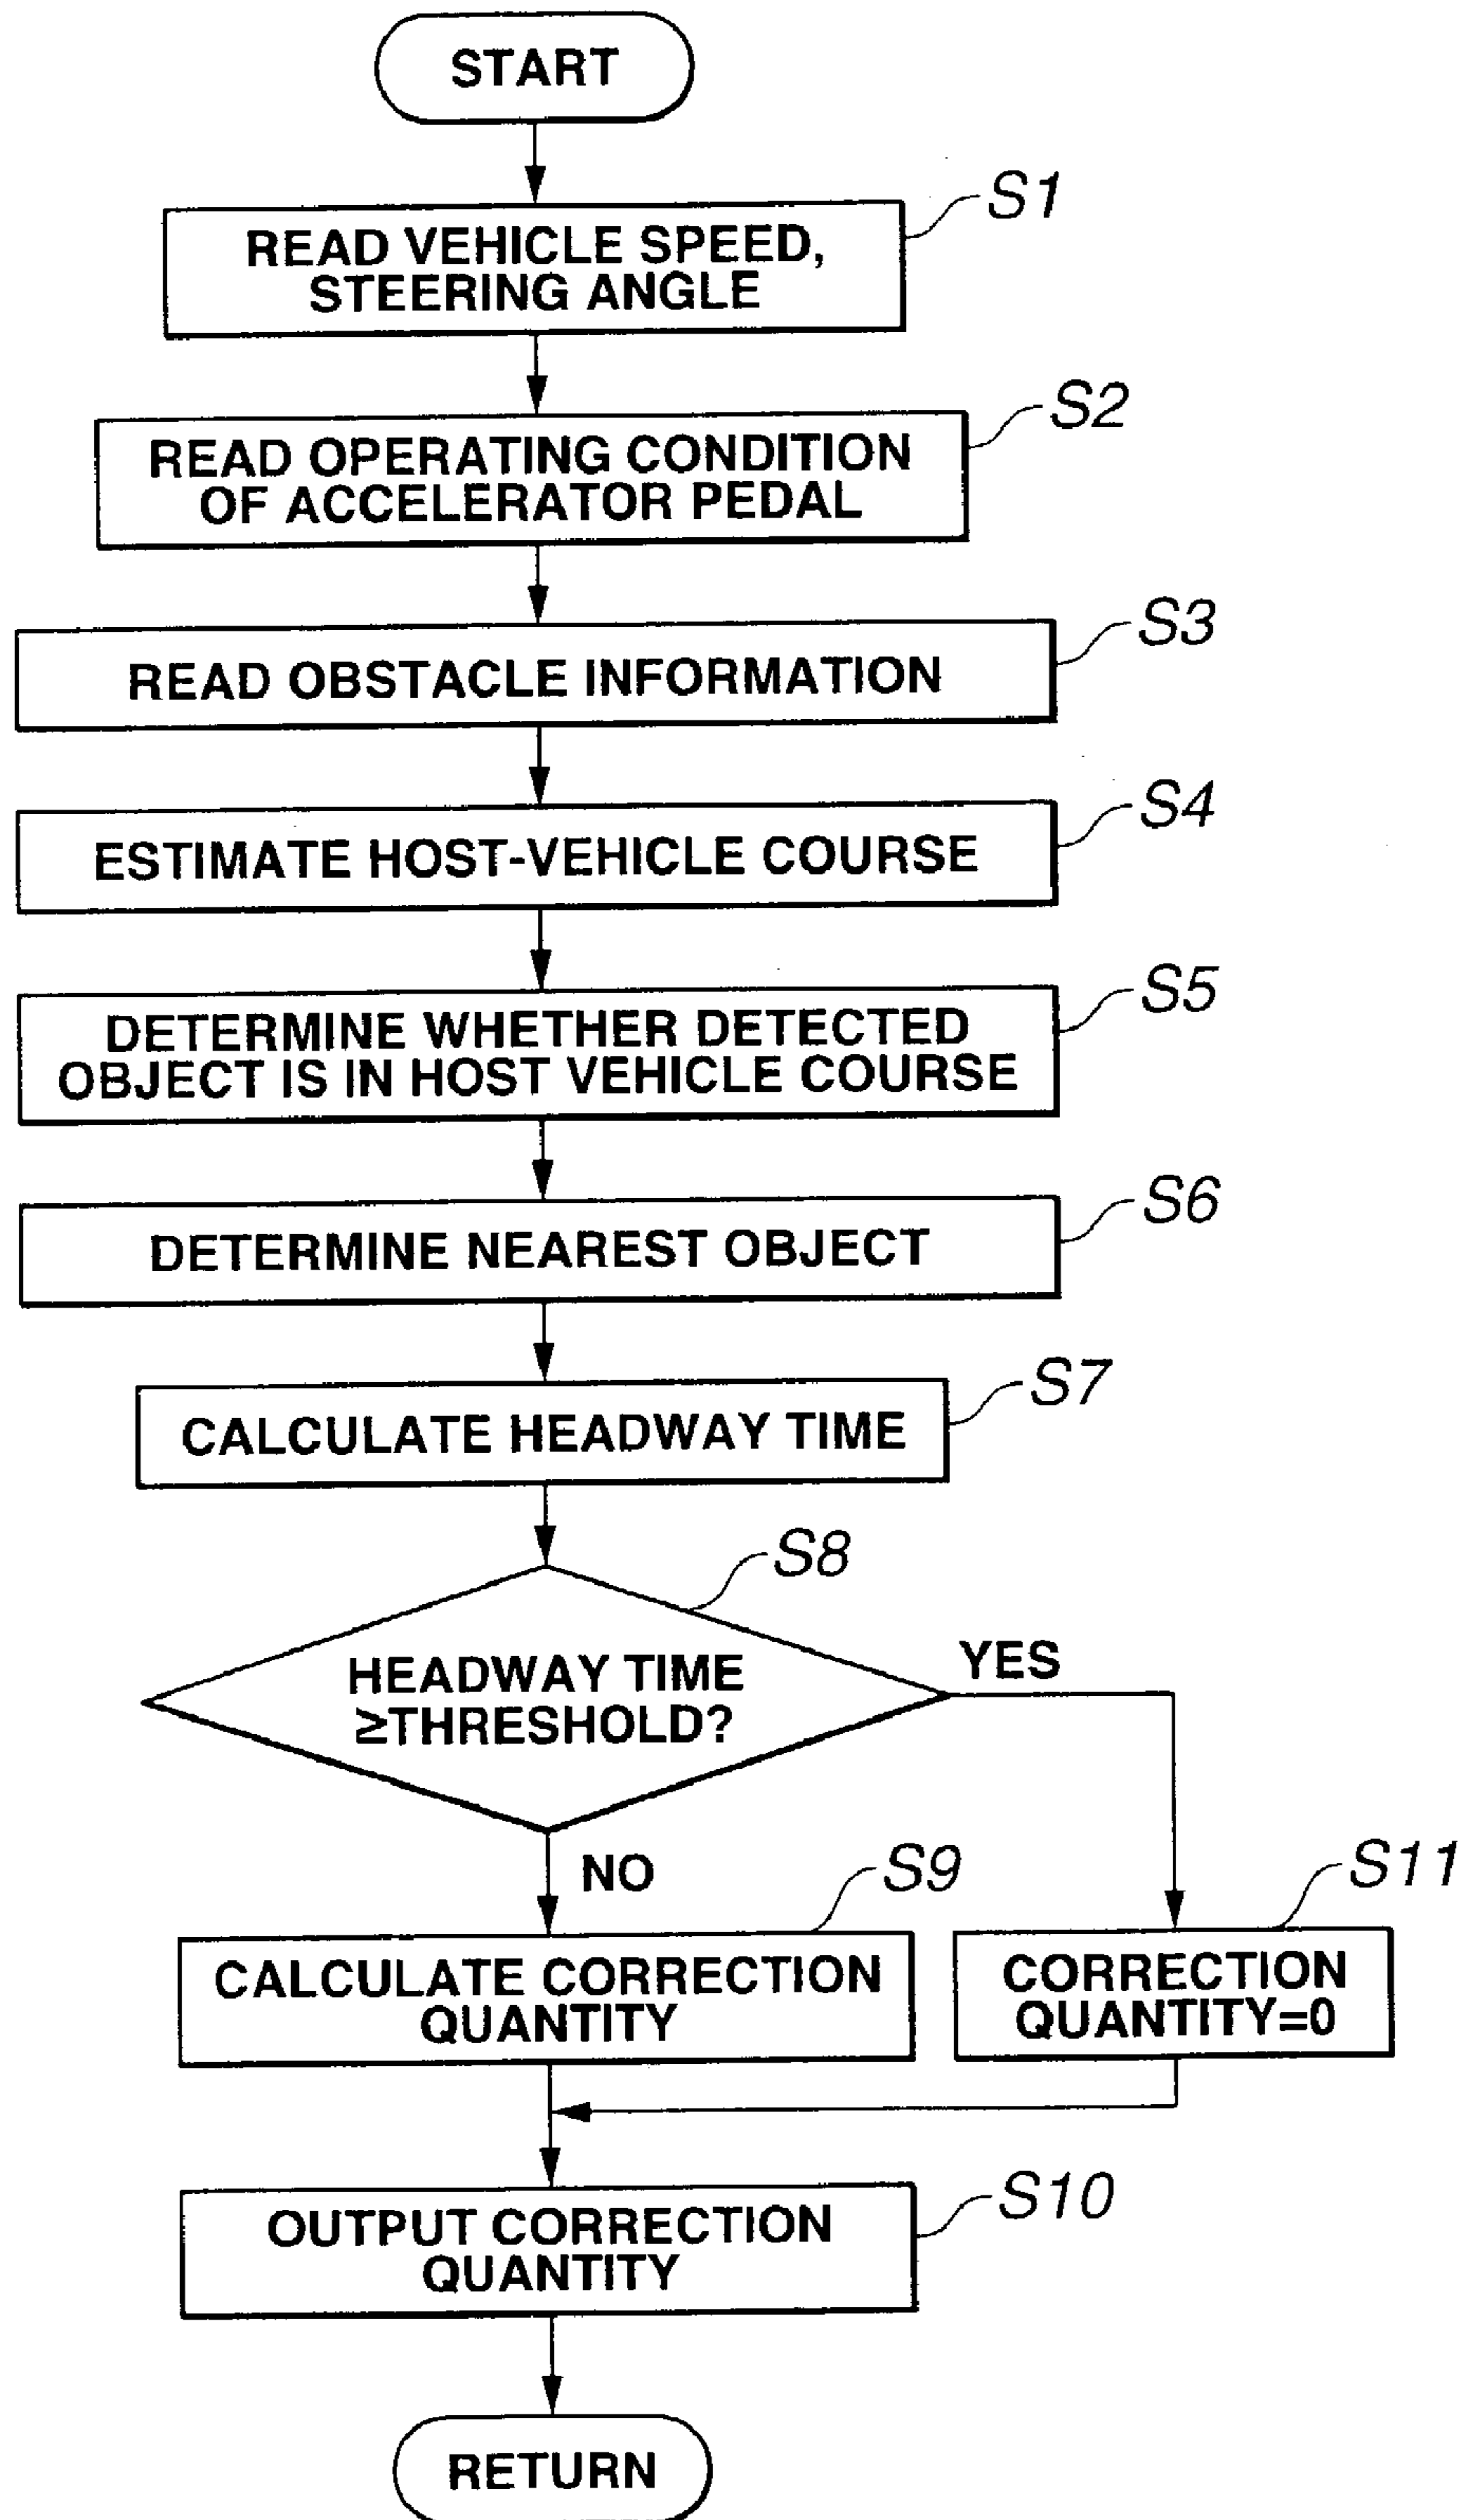 START
S1
READ VEHICLE SPEED,
STEERING ANGLE
S2
READ OPERATING CONDITION
OF ACCELERATOR PEDAL
S3
READ OBSTACLE INFORMATION
S4
ESTIMATE HOST-VEHICLE COURSE
S5
DETERMINE WHETHER DETECTED
OBJECT IS IN HOST VEHICLE COURSE
S6
DETERMINE NEAREST OBJECT
S7
CALCULATE HEADWAY TIME
S8
HEADWAY TIME
≥THRESHOLD?
YES
NO
S9
CALCULATE CORRECTION
QUANTITY
S11
CORRECTION
QUANTITY=0
S10
OUTPUT CORRECTION
QUANTITY
RETURN